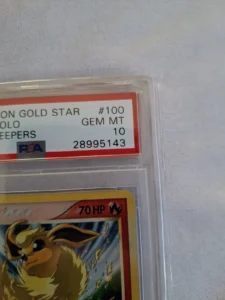 ON GOLD STAR #100
OLO GEM MT
EEPERS 10
PSA 28995143
70 HP